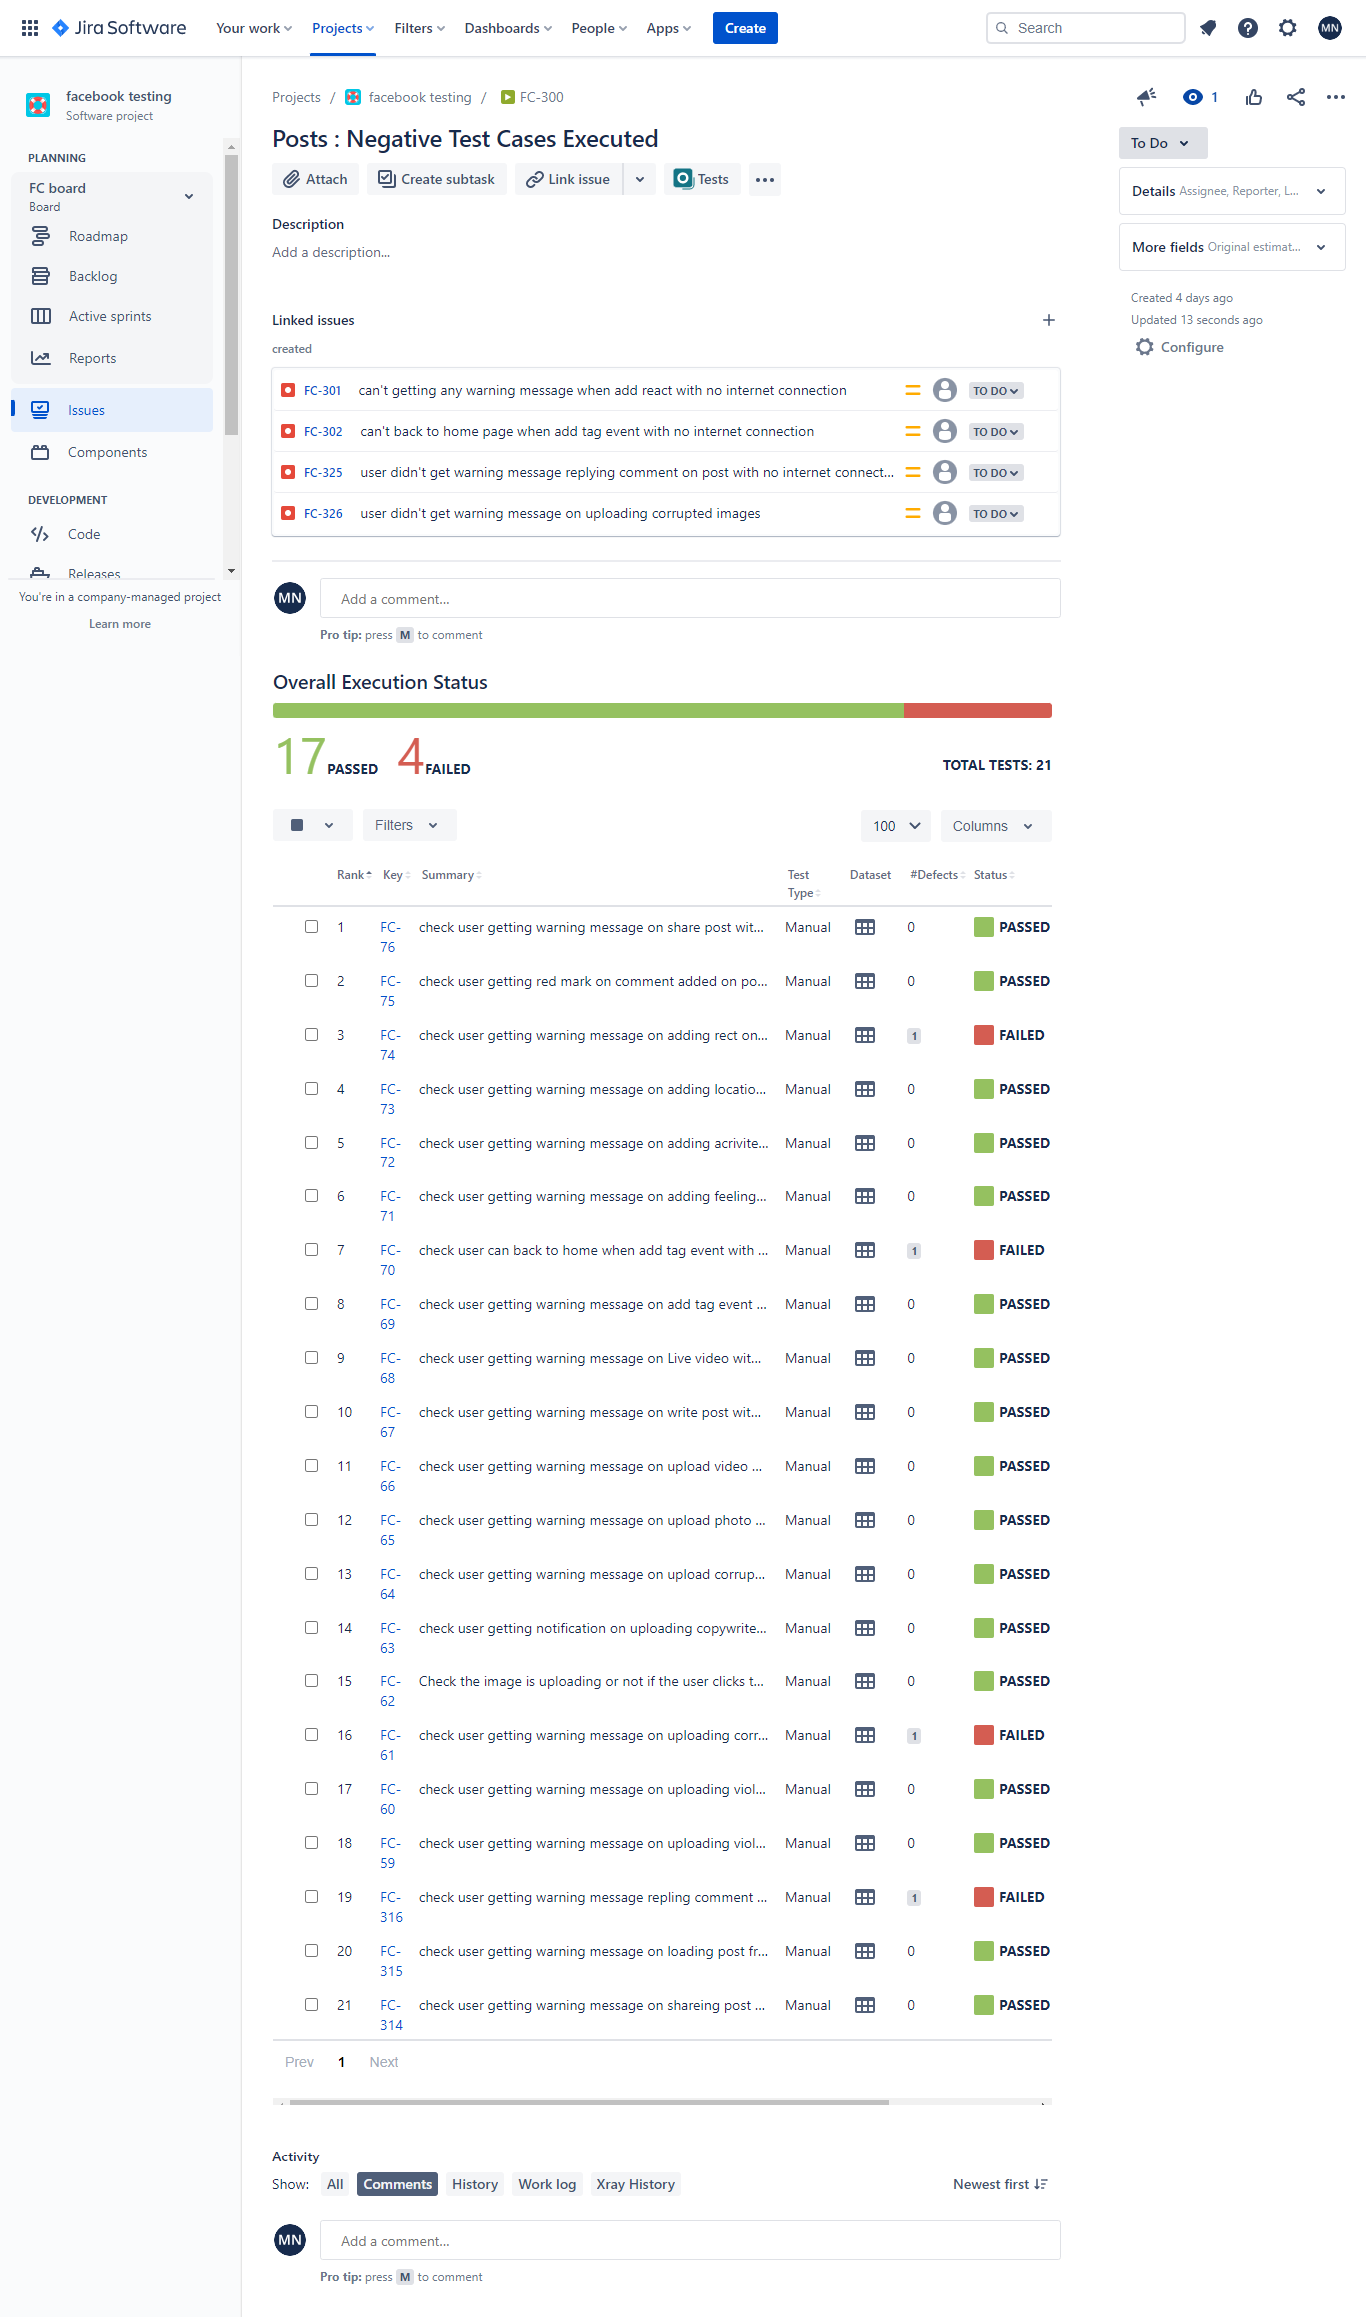 Jira Software Your work Projects Filters Dashboards People Apps Create Search MN
facebook testing
Software project
PLANNING
FC board
Board
Roadmap
Backlog
Active sprints
Reports
Issues
Components
DEVELOPMENT
Code
Releases
You're in a company-managed project
Learn more
Projects / facebook testing / FC-300
1
Posts : Negative Test Cases Executed
Attach Create subtask Link issue Tests
To Do
Details Assignee, Reporter, L...
More fields Original estimat...
Created 4 days ago
Updated 13 seconds ago
Configure
Description
Add a description...
Linked issues
created
FC-301 can't getting any warning message when add react with no internet connection TO DO
FC-302 can't back to home page when add tag event with no internet connection TO DO
FC-325 user didn't get warning message replying comment on post with no internet connect... TO DO
FC-326 user didn't get warning message on uploading corrupted images TO DO
MN Add a comment...
Pro tip: press M to comment
Overall Execution Status
17 PASSED 4 FAILED TOTAL TESTS: 21
Filters 100 Columns
Rank Key Summary Test Dataset #Defects Status
Type
1 FC- check user getting warning message on share post wit... Manual 0 PASSED
76
2 FC- check user getting red mark on comment added on po... Manual 0 PASSED
75
3 FC- check user getting warning message on adding rect on... Manual 1 FAILED
74
4 FC- check user getting warning message on adding locatio... Manual 0 PASSED
73
5 FC- check user getting warning message on adding acrivite... Manual 0 PASSED
72
6 FC- check user getting warning message on adding feeling... Manual 0 PASSED
71
7 FC- check user can back to home when add tag event with ... Manual 1 FAILED
70
8 FC- check user getting warning message on add tag event ... Manual 0 PASSED
69
9 FC- check user getting warning message on Live video wit... Manual 0 PASSED
68
10 FC- check user getting warning message on write post wit... Manual 0 PASSED
67
11 FC- check user getting warning message on upload video ... Manual 0 PASSED
66
12 FC- check user getting warning message on upload photo ... Manual 0 PASSED
65
13 FC- check user getting warning message on upload corrup... Manual 0 PASSED
64
14 FC- check user getting notification on uploading copywrite... Manual 0 PASSED
63
15 FC- Check the image is uploading or not if the user clicks t... Manual 0 PASSED
62
16 FC- check user getting warning message on uploading corr... Manual 1 FAILED
61
17 FC- check user getting warning message on uploading viol... Manual 0 PASSED
60
18 FC- check user getting warning message on uploading viol... Manual 0 PASSED
59
19 FC- check user getting warning message repling comment ... Manual 1 FAILED
316
20 FC- check user getting warning message on loading post fr... Manual 0 PASSED
315
21 FC- check user getting warning message on shareing post ... Manual 0 PASSED
314
Prev 1 Next
Activity
Show: All Comments History Work log Xray History Newest first
MN Add a comment...
Pro tip: press M to comment